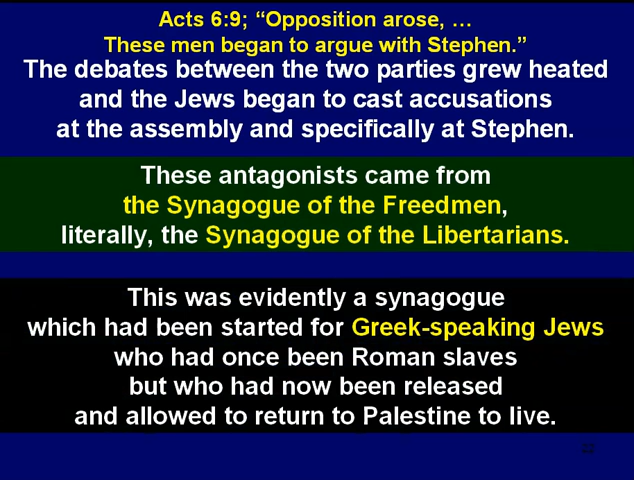 Acts 6:9; “Opposition arose, …
These men began to argue with Stephen.”
The debates between the two parties grew heated
and the Jews began to cast accusations
at the assembly and specifically at Stephen.
These antagonists came from
the Synagogue of the Freedmen,
literally, the Synagogue of the Libertarians.
This was evidently a synagogue
which had been started for Greek-speaking Jews
who had once been Roman slaves
but who had now been released
and allowed to return to Palestine to live.